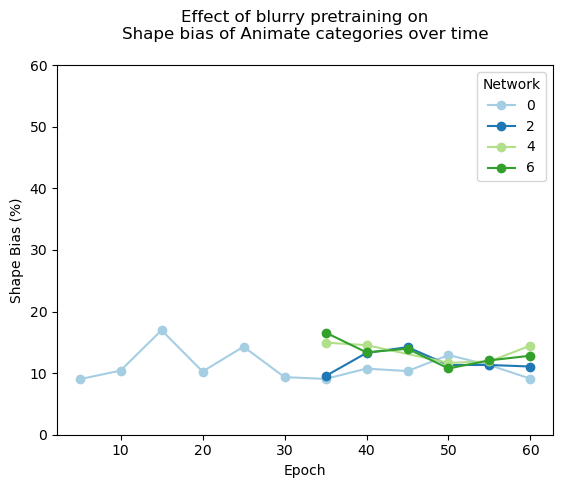 Effect of blurry pretraining on
Shape bias of Animate categories over time
60
50
40
30
20
10
0
Shape Bias (%)
10 20 30 40 50 60
Epoch
Network
0
2
4
6